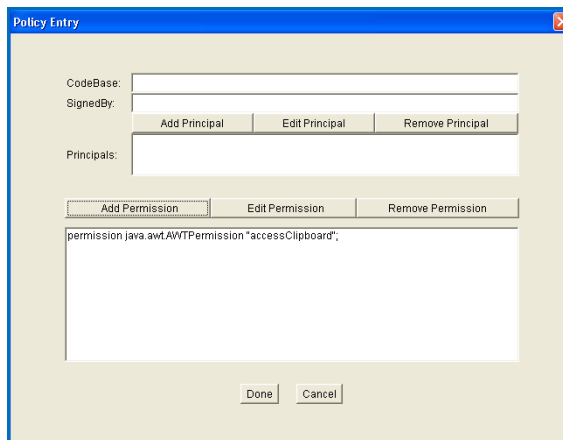 Policy Entry
CodeBase:
SignedBy:
Add Principal Edit Principal Remove Principal
Principals:
Add Permission Edit Permission Remove Permission
permission java.awt.AWTPermission "accessClipboard";
Done Cancel